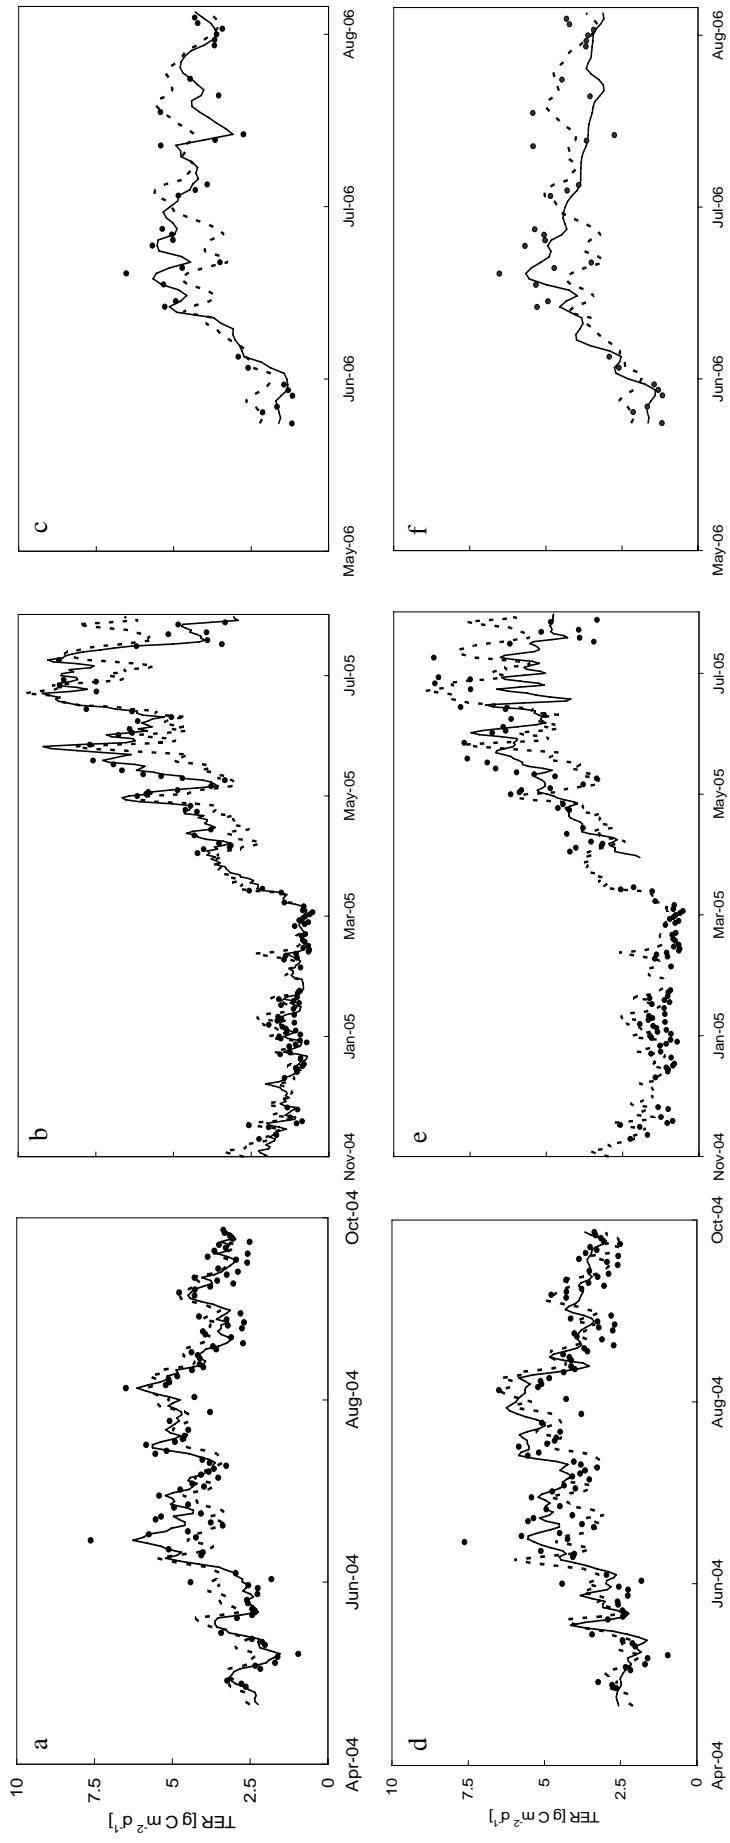 a
b
c
10
7.5
5
2.5
0
TER [g C m⁻² d⁻¹]
Apr-04 Jun-04 Aug-04 Oct-04
Nov-04 Jan-05 Mar-05 May-05 Jul-05
May-06 Jun-06 Jul-06 Aug-06
d
e
f
10
7.5
5
2.5
0
TER [g C m⁻² d⁻¹]
Apr-04 Jun-04 Aug-04 Oct-04
Nov-04 Jan-05 Mar-05 May-05 Jul-05
May-06 Jun-06 Jul-06 Aug-06